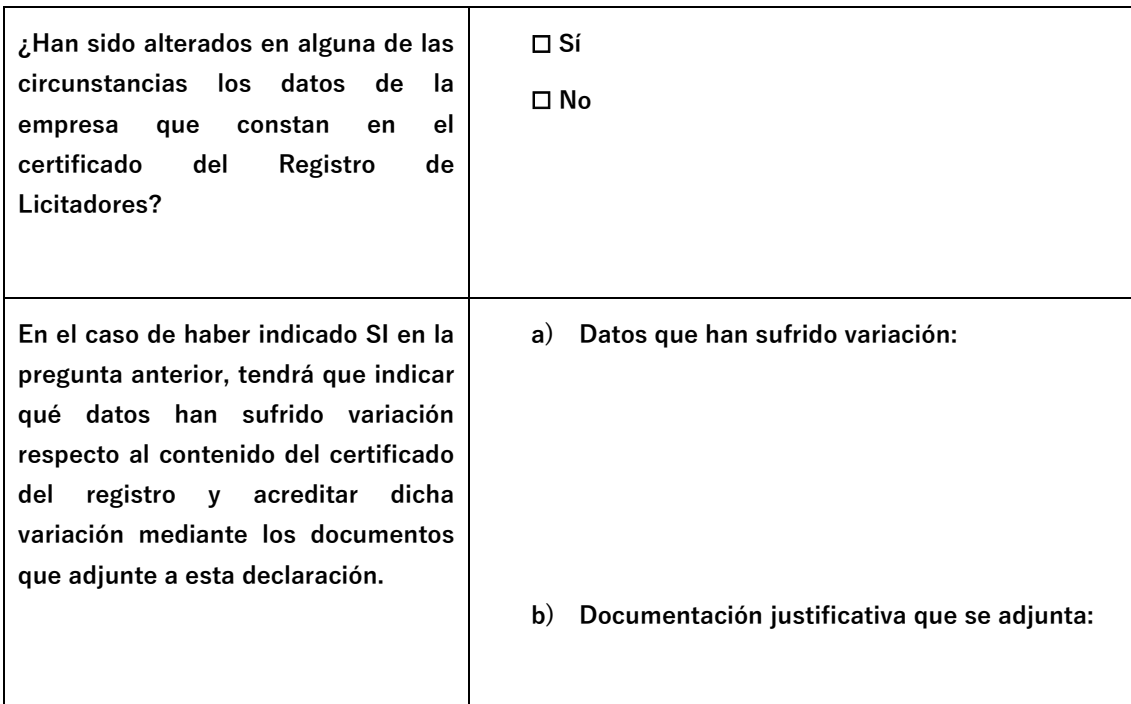 ¿Han sido alterados en alguna de las
circunstancias los datos de la
empresa que constan en el
certificado del Registro de
Licitadores?
☐ Sí
☐ No
En el caso de haber indicado SI en la
pregunta anterior, tendrá que indicar
qué datos han sufrido variación
respecto al contenido del certificado
del registro y acreditar dicha
variación mediante los documentos
que adjunte a esta declaración.
a) Datos que han sufrido variación:
b) Documentación justificativa que se adjunta: